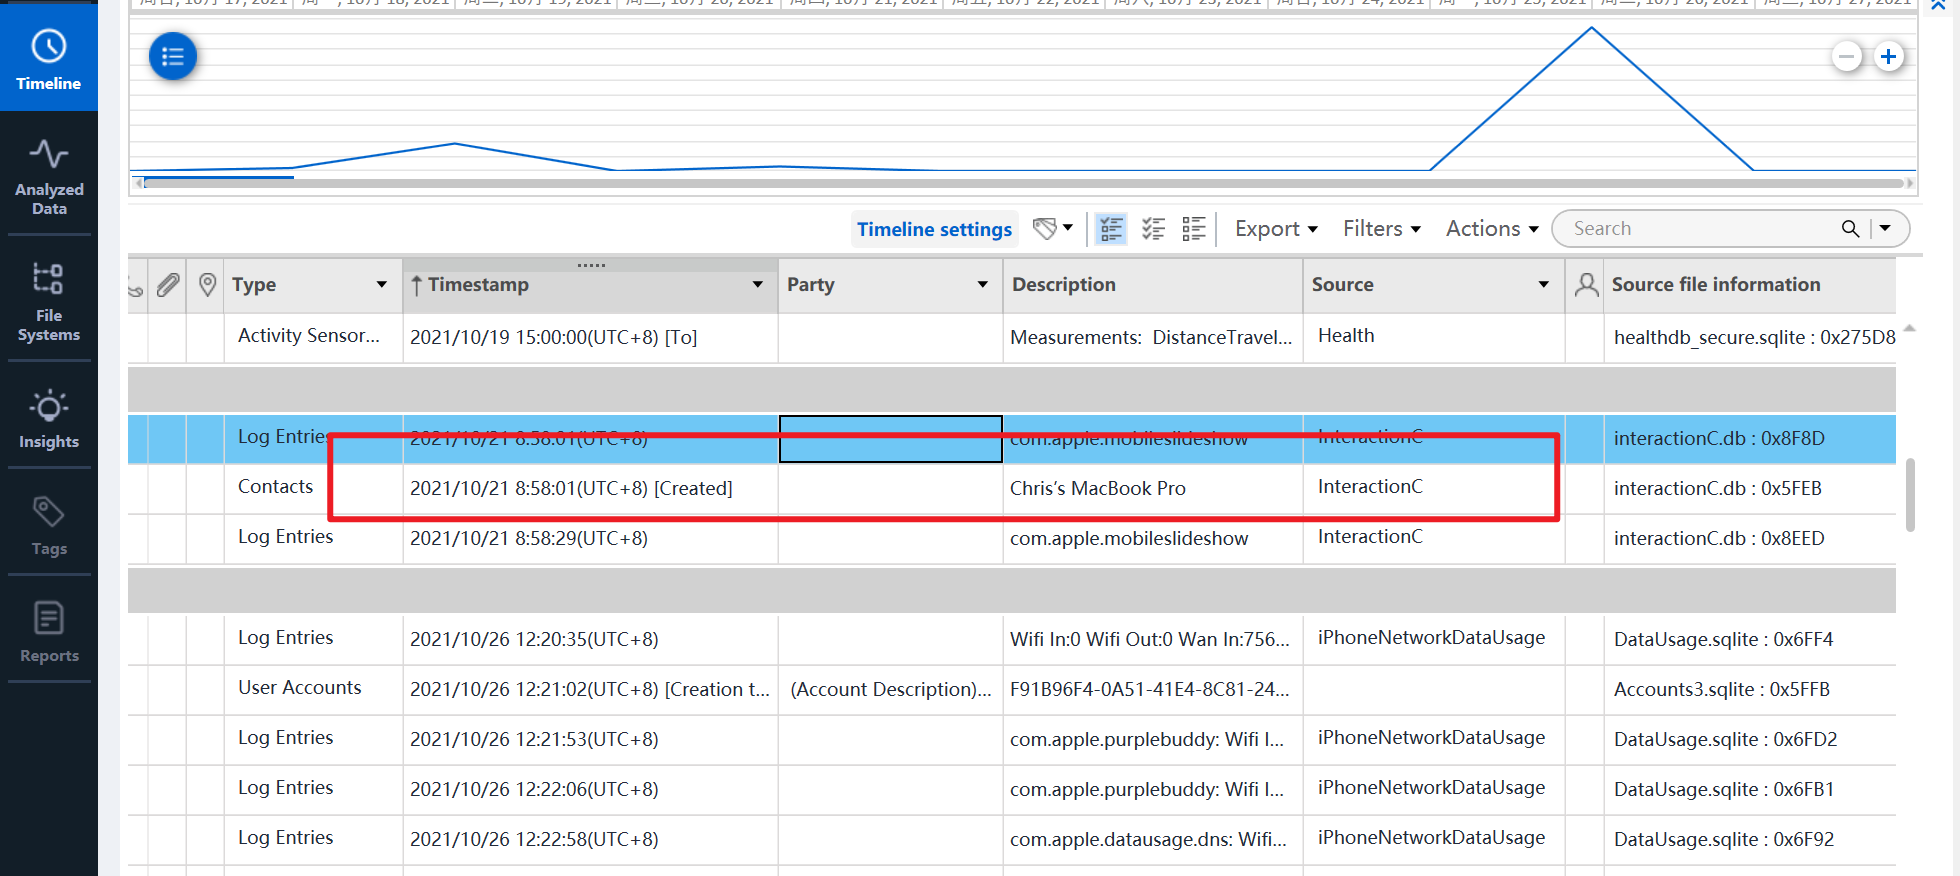 Timeline
Analyzed
Data
File
Systems
Insights
Tags
Reports
Timeline settings
Export
Filters
Actions
Search
Type Timestamp Party Description Source Source file information
Activity Sensor... 2021/10/19 15:00:00(UTC+8) [To] Measurements: DistanceTravel... Health healthdb_secure.sqlite : 0x275D8
Log Entries 2021/10/21 8:58:01(UTC+8) com.apple.mobileslideshow InteractionC interactionC.db : 0x8F8D
Contacts 2021/10/21 8:58:01(UTC+8) [Created] Chris's MacBook Pro InteractionC interactionC.db : 0x5FEB
Log Entries 2021/10/21 8:58:29(UTC+8) com.apple.mobileslideshow InteractionC interactionC.db : 0x8EED
Log Entries 2021/10/26 12:20:35(UTC+8) Wifi In:0 Wifi Out:0 Wan In:756... iPhoneNetworkDataUsage DataUsage.sqlite : 0x6FF4
User Accounts 2021/10/26 12:21:02(UTC+8) [Creation t... (Account Description)... F91B96F4-0A51-41E4-8C81-24... Accounts3.sqlite : 0x5FFB
Log Entries 2021/10/26 12:21:53(UTC+8) com.apple.purplebuddy: Wifi I... iPhoneNetworkDataUsage DataUsage.sqlite : 0x6FD2
Log Entries 2021/10/26 12:22:06(UTC+8) com.apple.purplebuddy: Wifi I... iPhoneNetworkDataUsage DataUsage.sqlite : 0x6FB1
Log Entries 2021/10/26 12:22:58(UTC+8) com.apple.datausage.dns: Wifi... iPhoneNetworkDataUsage DataUsage.sqlite : 0x6F92